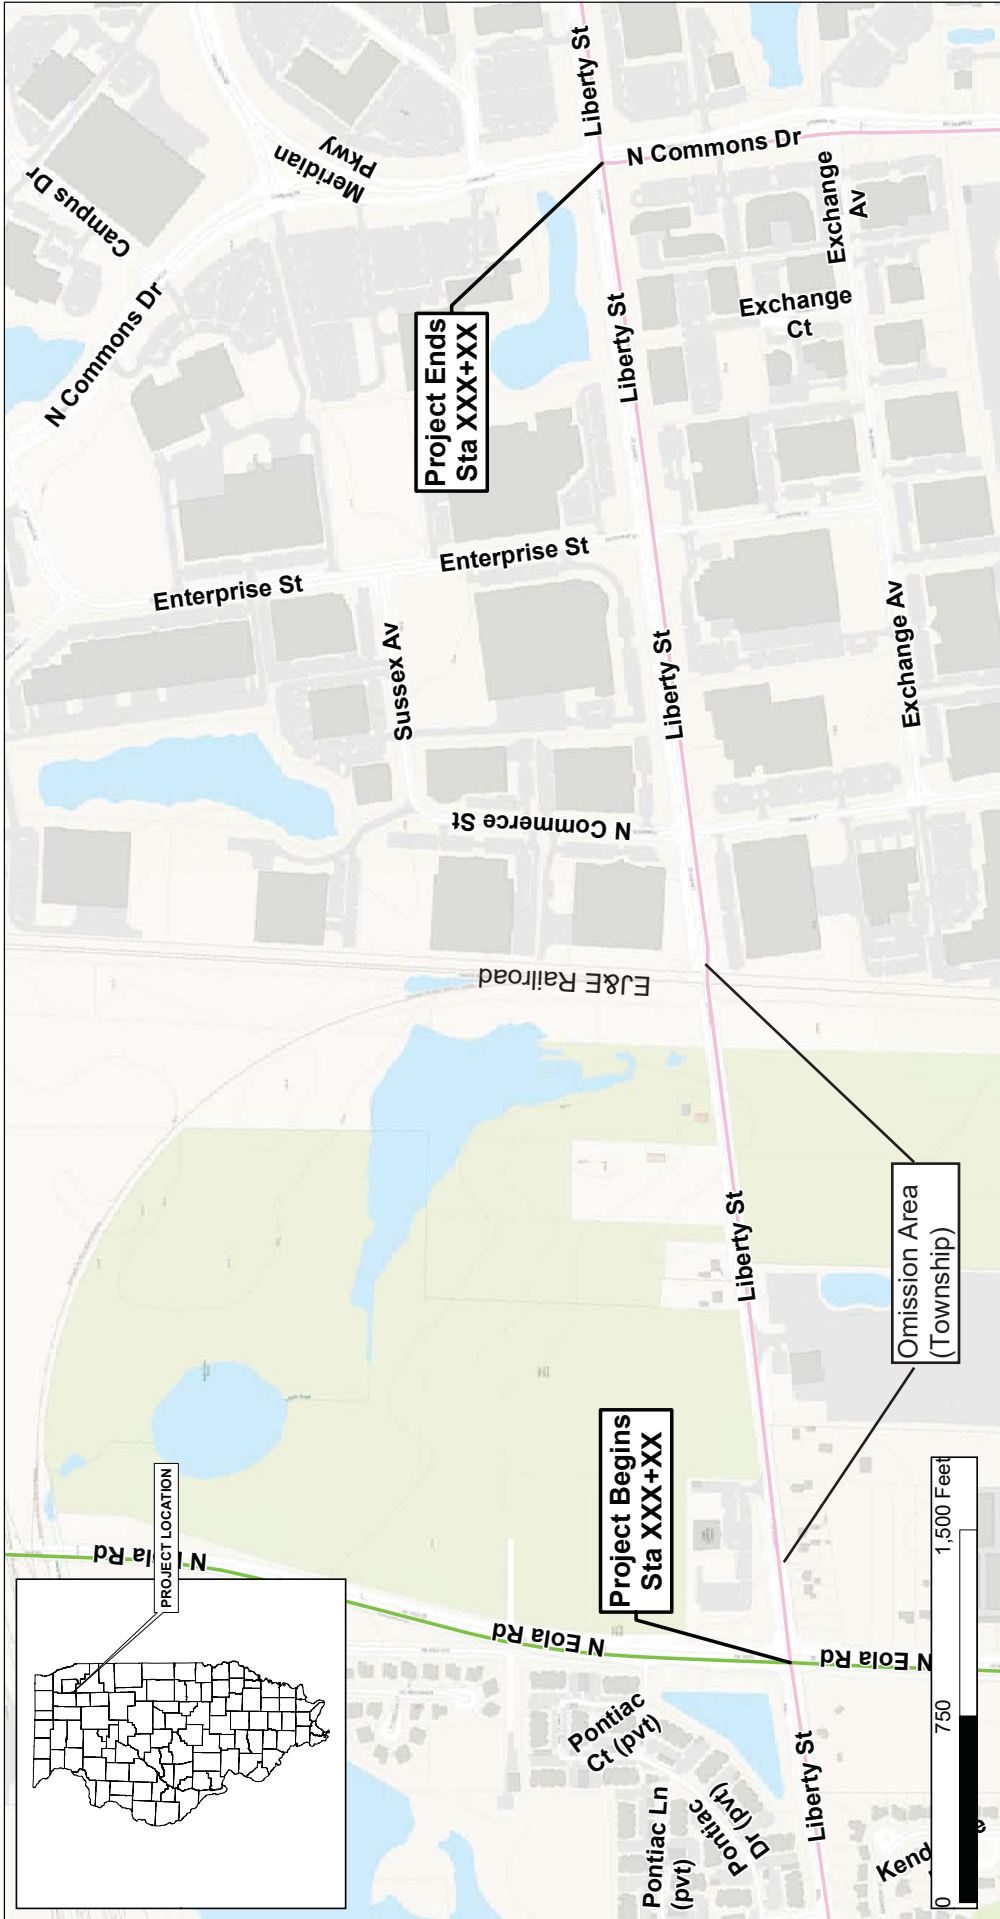 Liberty St
N Commons Dr
Meridian
Pkwy
Campus Dr
N Commons Dr
Exchange
Av
Exchange
Ct
Project Ends
Sta XXX+XX
Liberty St
Enterprise St
Enterprise St
Sussex Av
Liberty St
Exchange Av
N Commerce St
EJ&E Railroad
Liberty St
Omission Area
(Township)
Project Begins
Sta XXX+XX
PROJECT LOCATION
N Eola Rd
N Eola Rd
N Eola Rd
Pontiac
Ct (pvt)
Pontiac Ln
(pvt)
Pontiac
Dr (pvt)
Liberty St
0
750
1,500 Feet